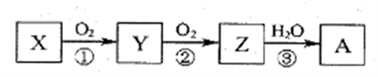 X O₂ ① Y O₂ ② Z H₂O ③ A